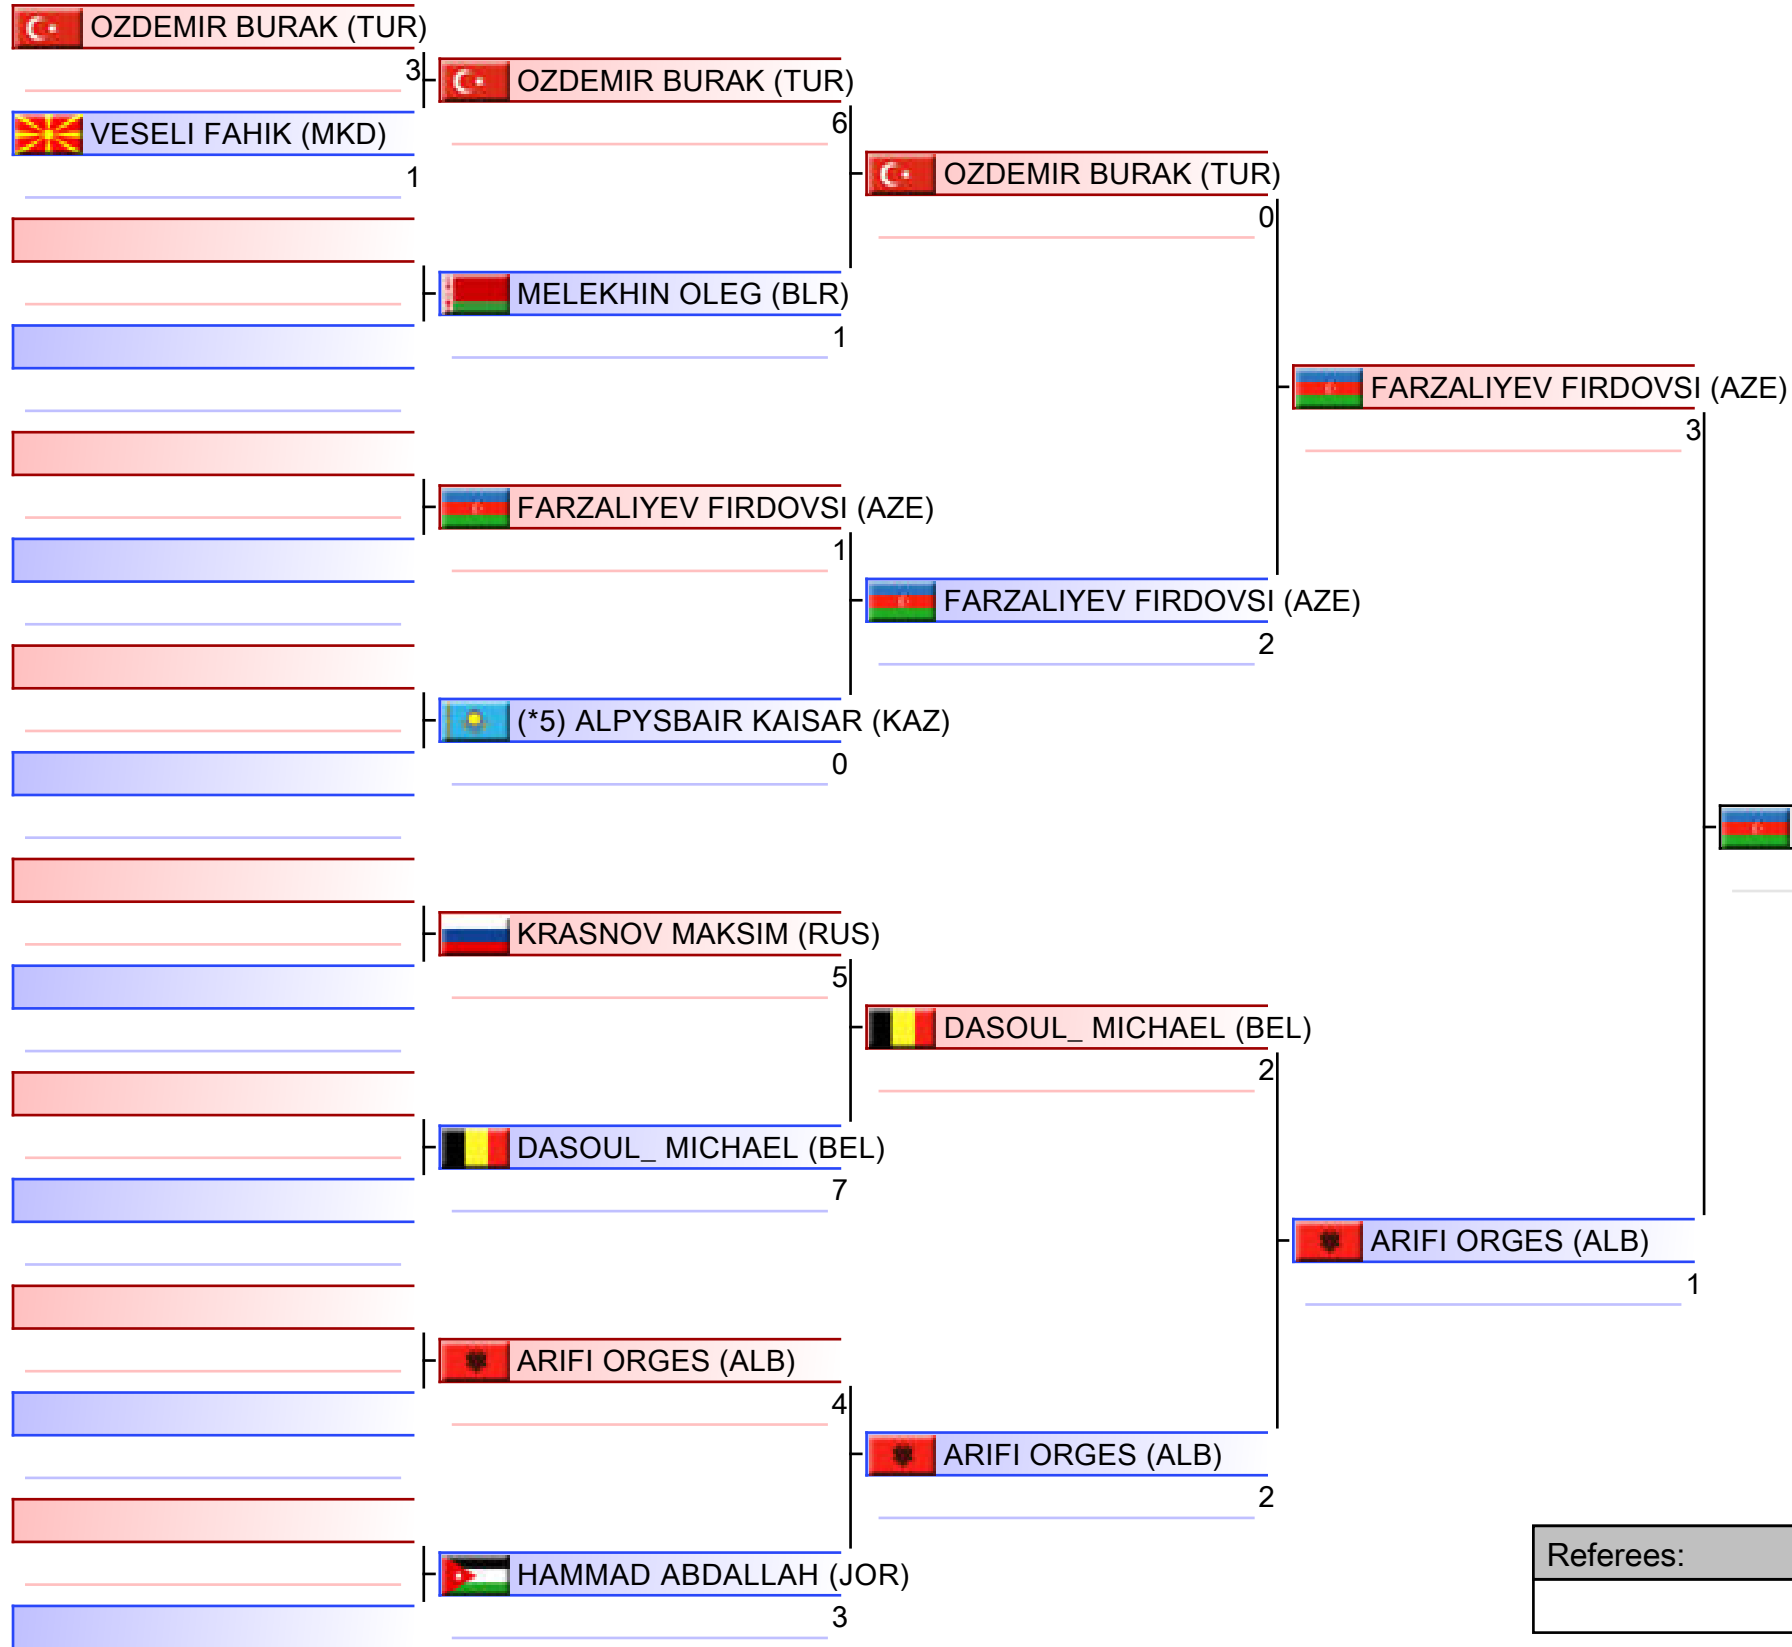 OZDEMIR BURAK (TUR)
3
VESELI FAHIK (MKD)
1
OZDEMIR BURAK (TUR)
6
MELEKHIN OLEG (BLR)
1
FARZALIYEV FIRDOVSI (AZE)
1
(*5) ALPYSBAIR KAISAR (KAZ)
0
KRASNOV MAKSIM (RUS)
5
DASOUL_ MICHAEL (BEL)
7
ARIFI ORGES (ALB)
4
HAMMAD ABDALLAH (JOR)
3
OZDEMIR BURAK (TUR)
0
FARZALIYEV FIRDOVSI (AZE)
2
DASOUL_ MICHAEL (BEL)
2
ARIFI ORGES (ALB)
2
FARZALIYEV FIRDOVSI (AZE)
3
ARIFI ORGES (ALB)
1
Referees: